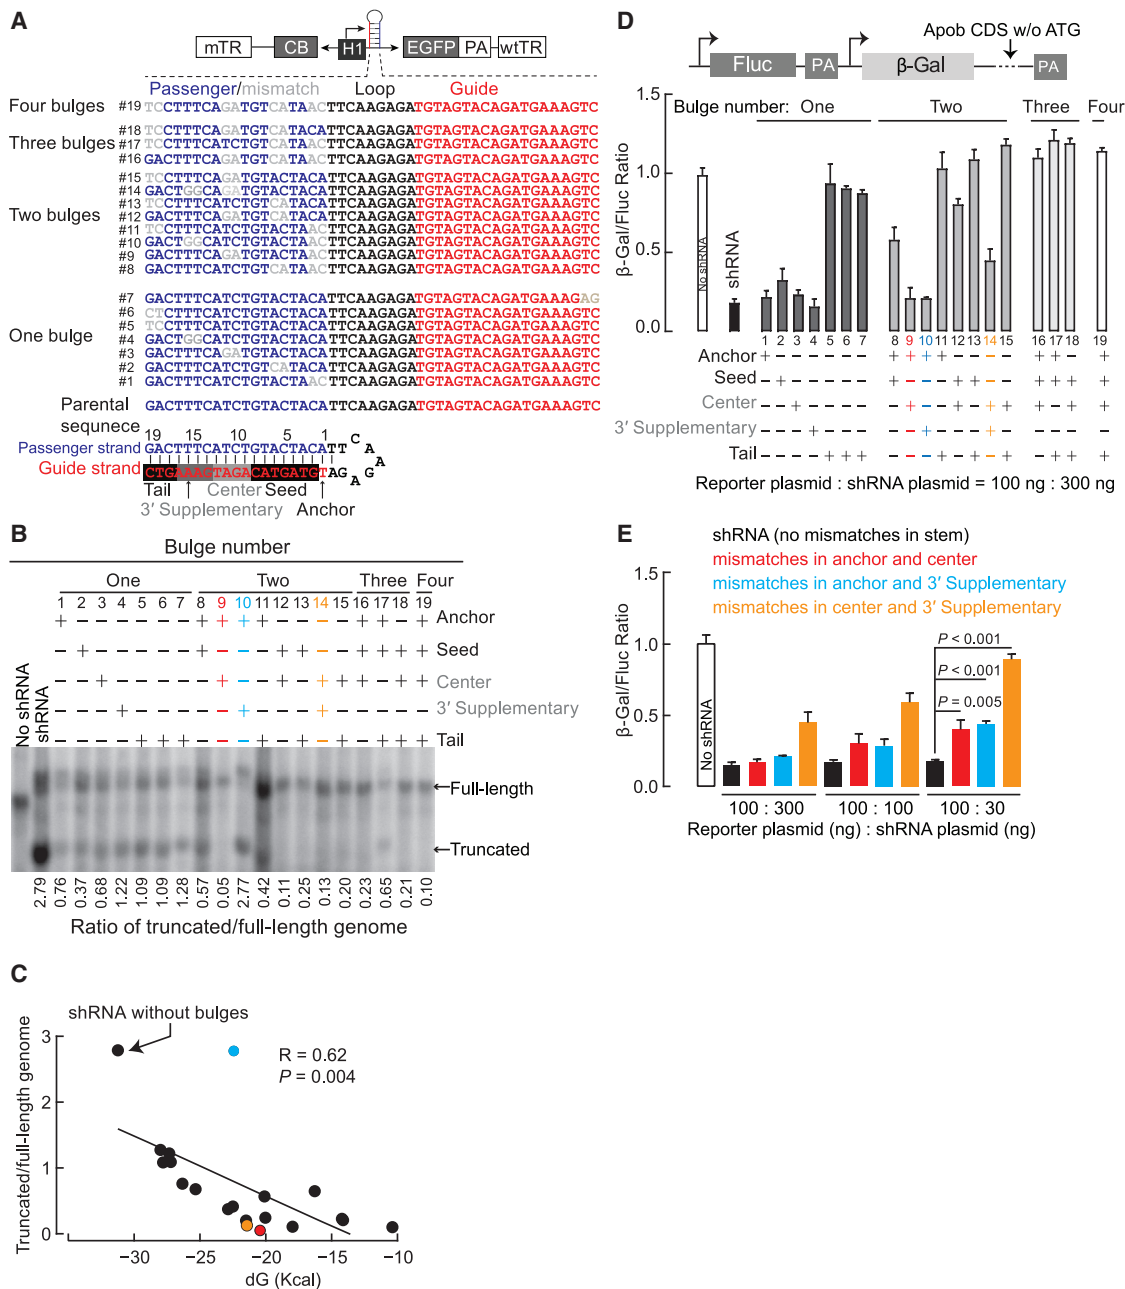 A
mTR CB H1 EGFP PA wtTR
Passenger/mismatch Loop Guide
Four bulges #19 TCCTTTCAGATGTCATAACTTCAAGAGATGTAGTACAGATGAAAGTC
#18 TCCTTTCAGATGTCATACATTCAAGAGATGTAGTACAGATGAAAGTC
Three bulges #17 TCCTTTCATCTGTCATAACTTCAAGAGATGTAGTACAGATGAAAGTC
#16 GACTTTCAGATGTCATAACTTCAAGAGATGTAGTACAGATGAAAGTC
#15 TCCTTTCAGATGTACTACATTCAAGAGATGTAGTACAGATGAAAGTC
#14 GACTGGCAGATGTACTACATTCAAGAGATGTAGTACAGATGAAAGTC
#13 TCCTTTCATCTGTCATACATTCAAGAGATGTAGTACAGATGAAAGTC
Two bulges #12 GACTTTCAGATGTCATACATTCAAGAGATGTAGTACAGATGAAAGTC
#11 TCCTTTCATCTGTACTAACTTCAAGAGATGTAGTACAGATGAAAGTC
#10 GACTGGCATCTGTACTAACTTCAAGAGATGTAGTACAGATGAAAGTC
#9 GACTTTCAGATGTACTAACTTCAAGAGATGTAGTACAGATGAAAGTC
#8 GACTTTCATCTGTCATAACTTCAAGAGATGTAGTACAGATGAAAGTC
#7 GACTTTCATCTGTACTACATTCAAGAGATGTAGTACAGATGAAAGAG
#6 CTCTTTCATCTGTACTACATTCAAGAGATGTAGTACAGATGAAAGTC
#5 TCCTTTCATCTGTACTACATTCAAGAGATGTAGTACAGATGAAAGTC
One bulge #4 GACTGGCATCTGTACTACATTCAAGAGATGTAGTACAGATGAAAGTC
#3 GACTTTCAGATGTACTACATTCAAGAGATGTAGTACAGATGAAAGTC
#2 GACTTTCATCTGTCATACATTCAAGAGATGTAGTACAGATGAAAGTC
#1 GACTTTCATCTGTACTAACTTCAAGAGATGTAGTACAGATGAAAGTC
Parental GACTTTCATCTGTACTACATTCAAGAGATGTAGTACAGATGAAAGTC
sequnece
19 15 10 5 1
Passenger strand GACTTTCATCTGTACTACATTCAAGAGA
Guide strand CTGAAAGTAGACATGATGT
Tail Center Seed
3′ Supplementary Anchor
B
Bulge number
One Two Three Four
1 2 3 4 5 6 7 8 9 10 11 12 13 14 15 16 17 18 19
+ − − − − − − + + + + − − − − + + − + Anchor
− + − − − − − + − − − + + − − + + + + Seed
− − + − − − − − + − − + − + + + − + + Center
− − − + − − − − − + − − − + − − − − − 3′ Supplementary
− − − − + + + − − − + − + − + − + + + Tail
No shRNA
shRNA
Full-length
Truncated
2.79 0.76 0.37 0.68 1.22 1.09 1.09 1.28 0.57 0.05 2.77 0.42 0.11 0.25 0.13 0.20 0.23 0.65 0.21 0.10
Ratio of truncated/full-length genome
C
shRNA without bulges
R = 0.62
P = 0.004
Truncated/full-length genome
3
2
1
0
−30 −25 −20 −15 −10
dG (Kcal)
D
Apob CDS w/o ATG
Fluc PA β-Gal PA
Bulge number: One Two Three Four
β-Gal/Fluc Ratio
1.5
1.0
0.5
0.0
No shRNA
shRNA
1 2 3 4 5 6 7 8 9 10 11 12 13 14 15 16 17 18 19
Anchor + − − − − − − + + + + − − − − + + − +
Seed − + − − − − − + − − − + + − − + + + +
Center − − + − − − − − + − − + − + + + − + +
3′ Supplementary − − − + − − − − − + − − − + − − − − −
Tail − − − − + + + − − − + − + − + − + + +
Reporter plasmid : shRNA plasmid = 100 ng : 300 ng
E
shRNA (no mismatches in stem)
mismatches in anchor and center
mismatches in anchor and 3′ Supplementary
mismatches in center and 3′ Supplementary
β-Gal/Fluc Ratio
1.5
1.0
0.5
0.0
No shRNA
P < 0.001
P < 0.001
P = 0.005
100 : 300 100 : 100 100 : 30
Reporter plasmid (ng) : shRNA plasmid (ng)